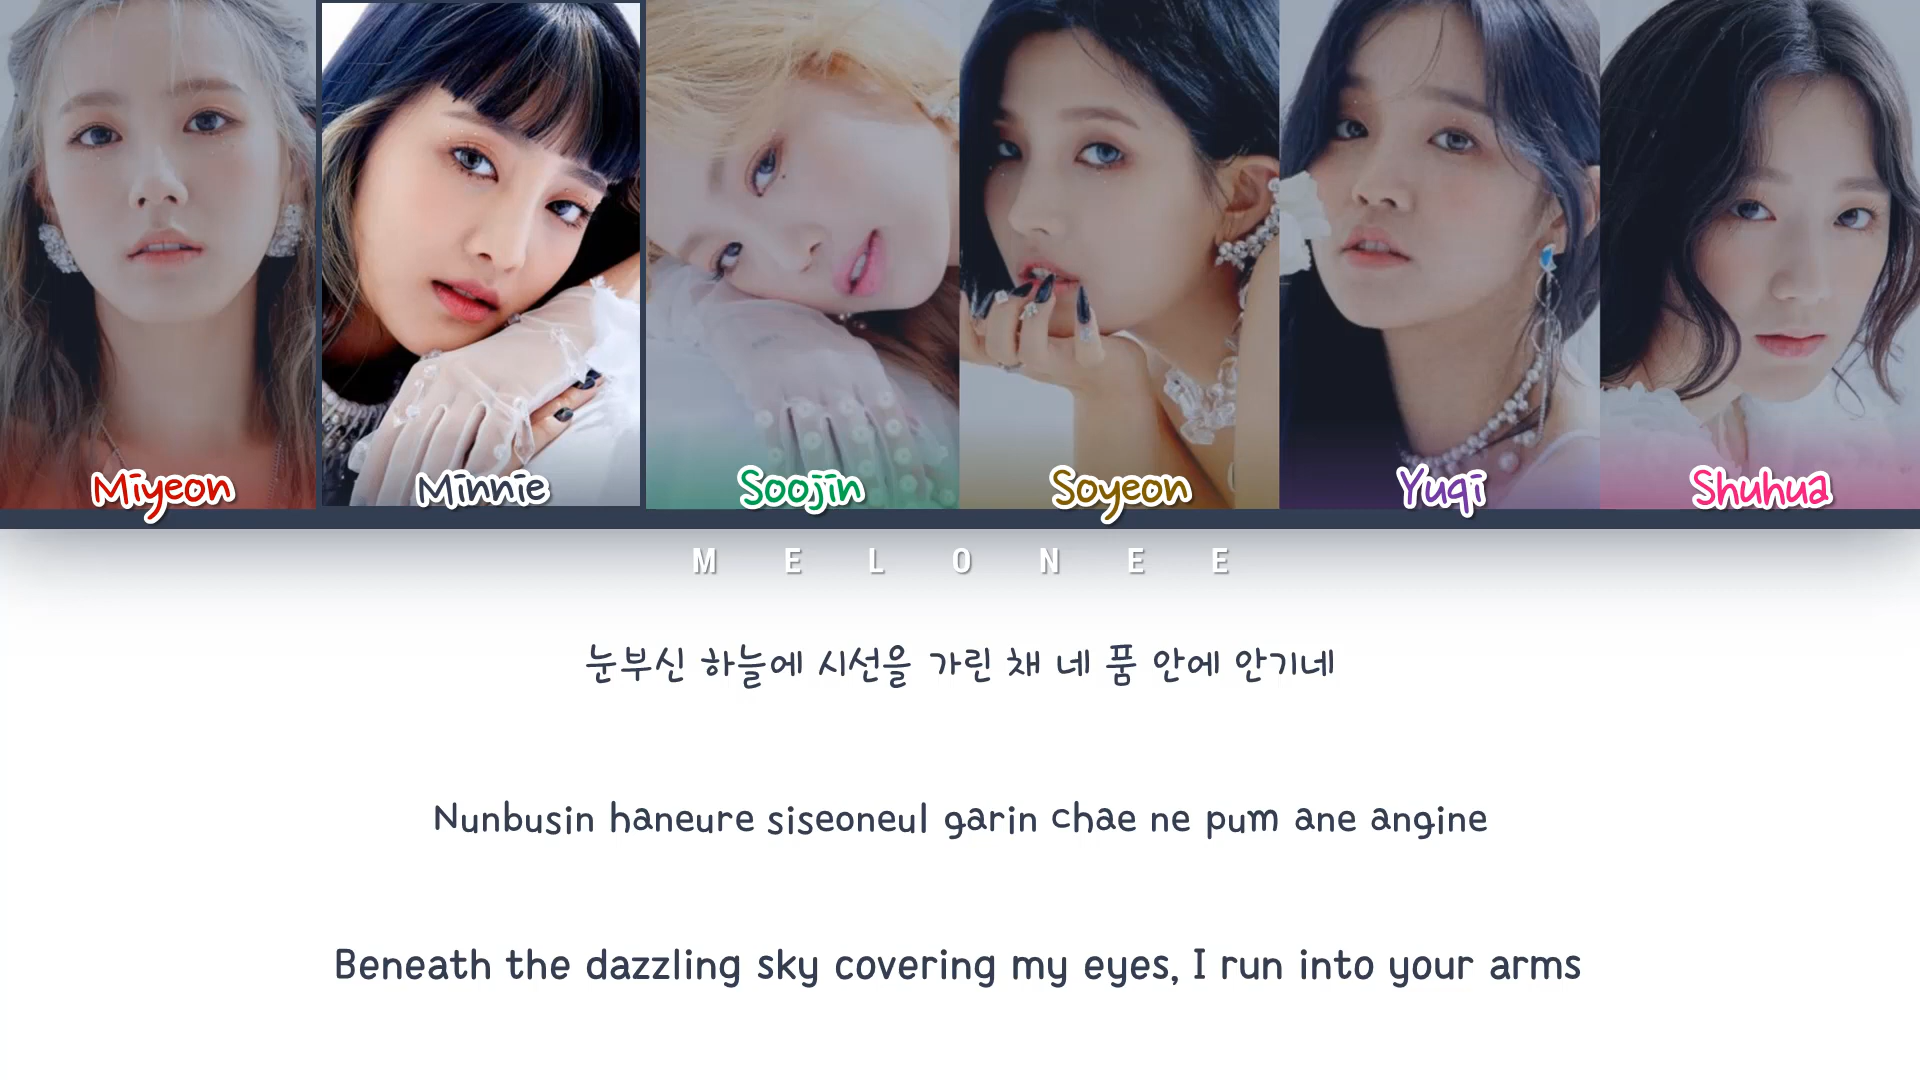 Miyeon Minnie Soojin Soyeon Yuqi Shuhua
MELONEE
눈부신 하늘에 시선을 가린 채 네 품 안에 안기네
Nunbusin haneure siseoneul garin chae ne pum ane angine
Beneath the dazzling sky covering my eyes, I run into your arms